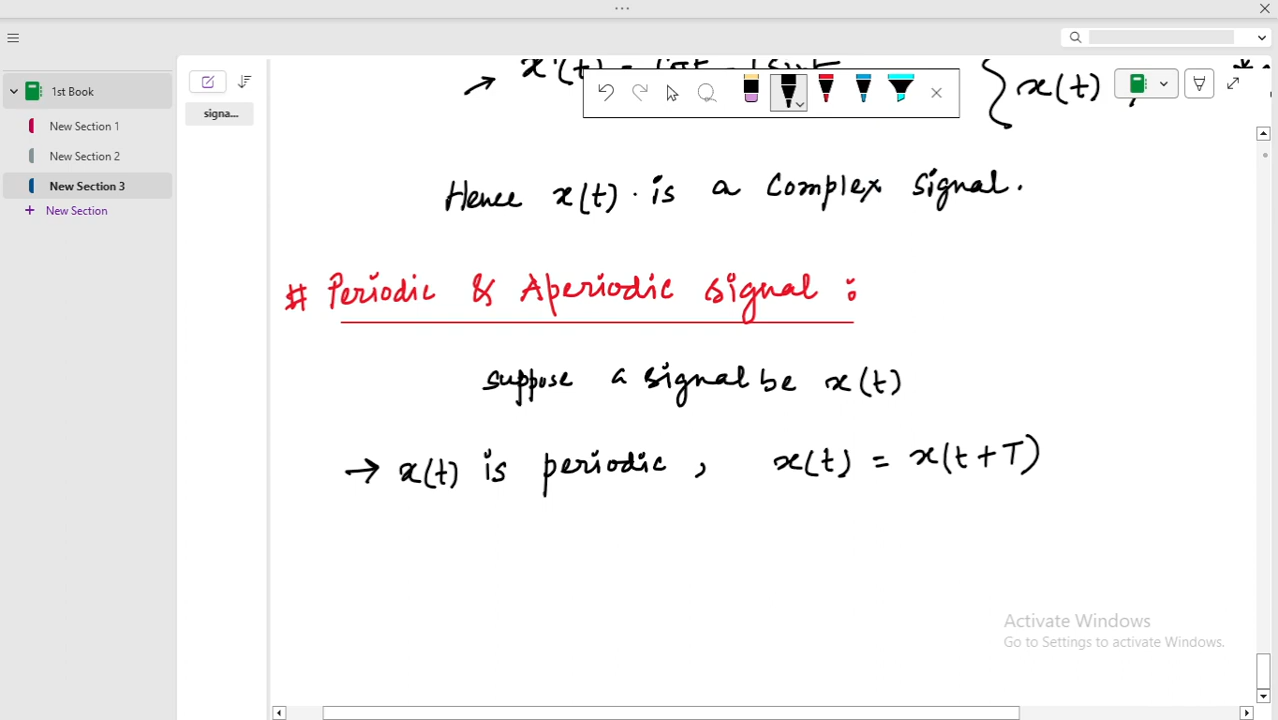 1st Book
signa...
New Section 1
New Section 2
New Section 3
New Section
x(t)
Hence x(t) is a complex signal.
# Periodic & Aperiodic signal :
suppose a signal be x(t)
→ x(t) is periodic , x(t) = x(t+T)
Activate Windows
Go to Settings to activate Windows.